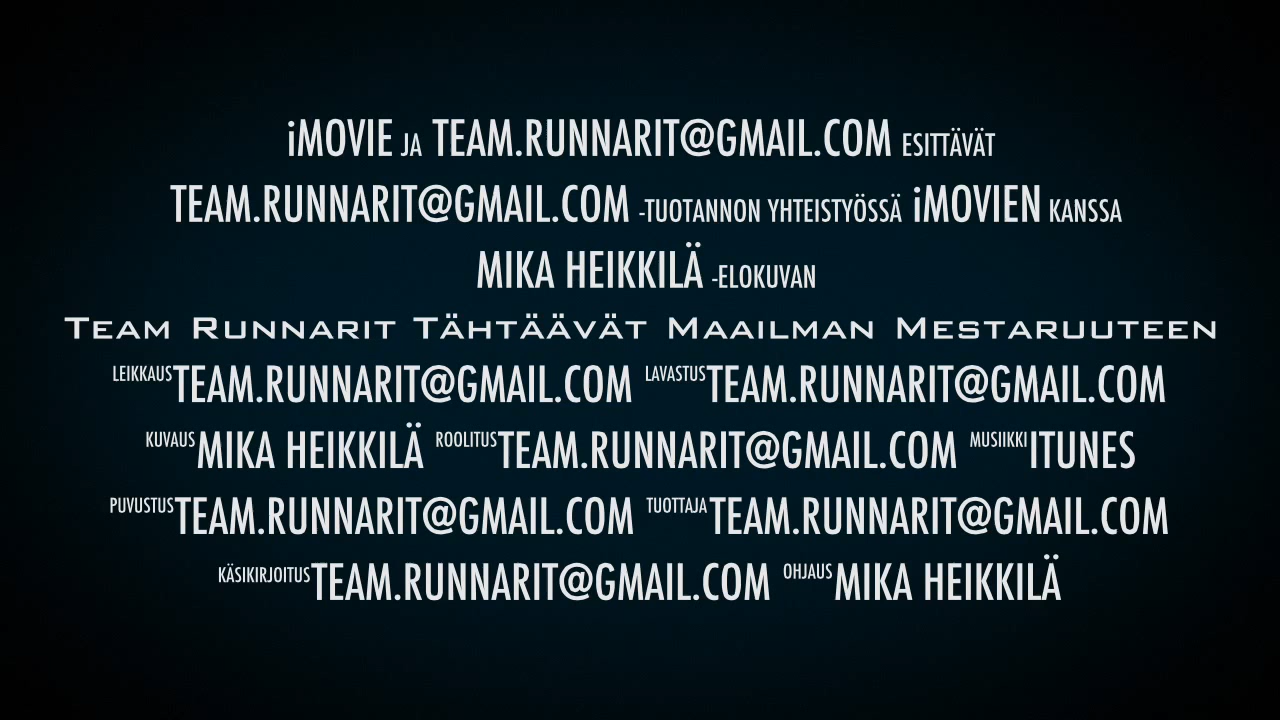 iMOVIE JA TEAM.RUNNARIT@GMAIL.COM ESITTÄVÄT
TEAM.RUNNARIT@GMAIL.COM -TUOTANNON YHTEISTYÖSSÄ iMOVIEN KANSSA
MIKA HEIKKILÄ -ELOKUVAN
TEAM RUNNARIT TÄHTÄÄVÄT MAAILMAN MESTARUUTEEN
LEIKKAUS TEAM.RUNNARIT@GMAIL.COM LAVASTUS TEAM.RUNNARIT@GMAIL.COM
KUVAUS MIKA HEIKKILÄ ROOLITUS TEAM.RUNNARIT@GMAIL.COM MUSIIKKI ITUNES
PUVUSTUS TEAM.RUNNARIT@GMAIL.COM TUOTTAJA TEAM.RUNNARIT@GMAIL.COM
KÄSIKIRJOITUS TEAM.RUNNARIT@GMAIL.COM OHJAUS MIKA HEIKKILÄ